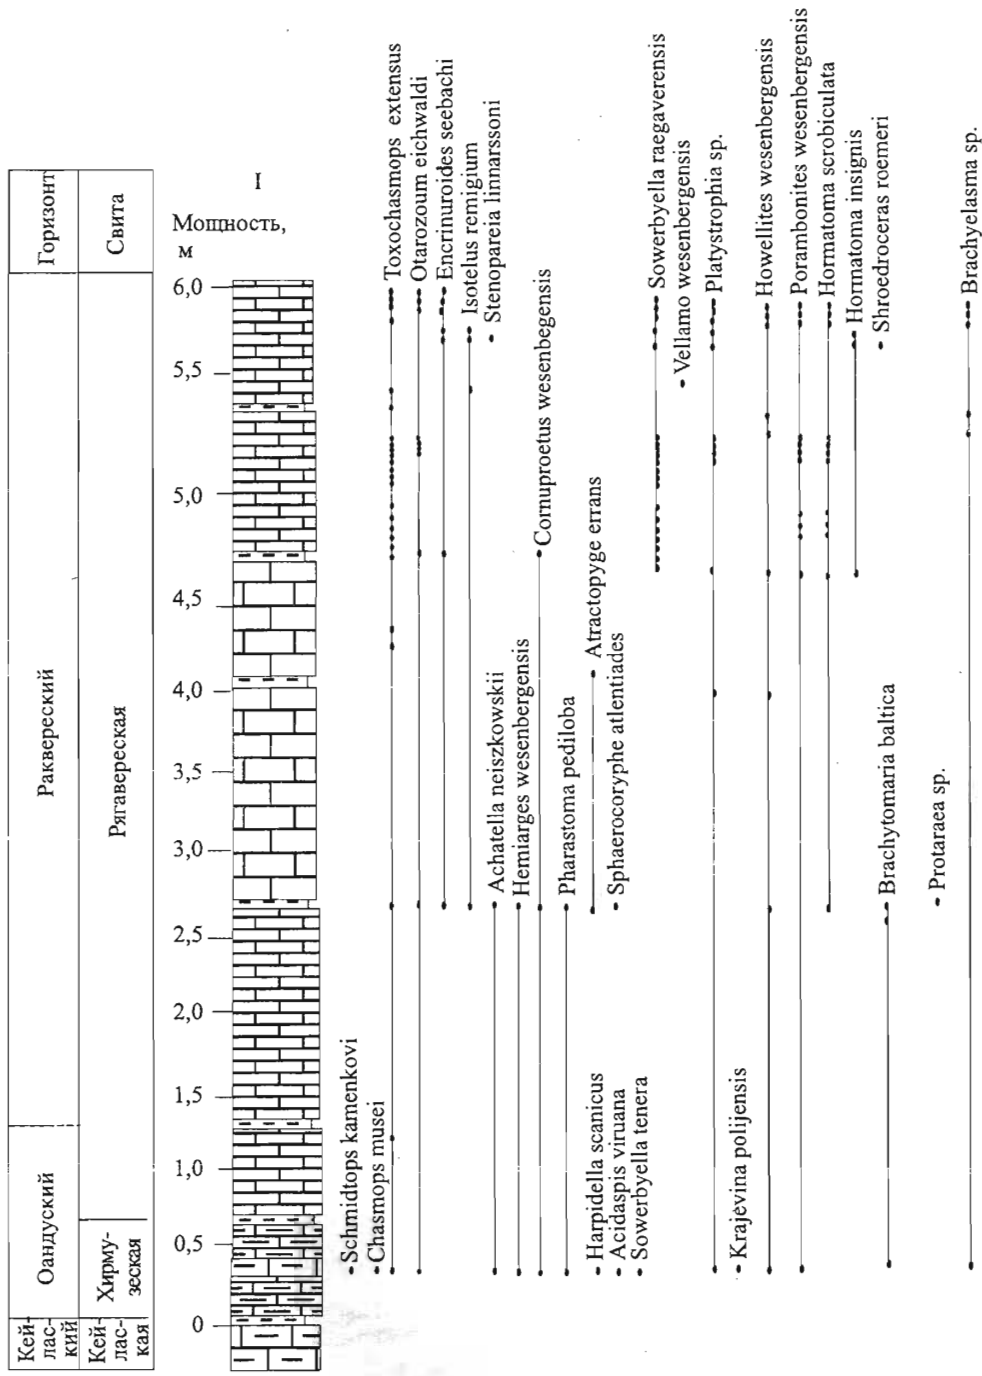 Горизонт
Свита
I
Мощность,
м
Раквереский
Оандуский
Кей-
лас-
кий
Рягавереская
Хирму-
зеская
Кей-
лас-
кая
6,0
5,5
5,0
4,5
4,0
3,5
3,0
2,5
2,0
1,5
1,0
0,5
0
Schmidtops kamenkovi
Chasmops musei
Toxochasmops extensus
Otarozoum eichwaldi
Encrinuroides seebachi
Isotelus remigium
Stenopareia linnarssoni
Achatella neiszkowskii
Hemiarges wesenbergensis
Cornuproetus wesenbegensis
Pharastoma pediloba
Atractopyge errans
Sphaerocoryphe atlentiades
Harpidella scanicus
Acidaspis viruana
Sowerbyella tenera
Sowerbyella raegaverensis
Vellamo wesenbergensis
Platystrophia sp.
Krajevina polijensis
Howellites wesenbergensis
Porambonites wesenbergensis
Hormatoma scrobiculata
Hormatoma insignis
Shroedroceras roemeri
Brachytomaria baltica
Protaraea sp.
Brachyelasma sp.